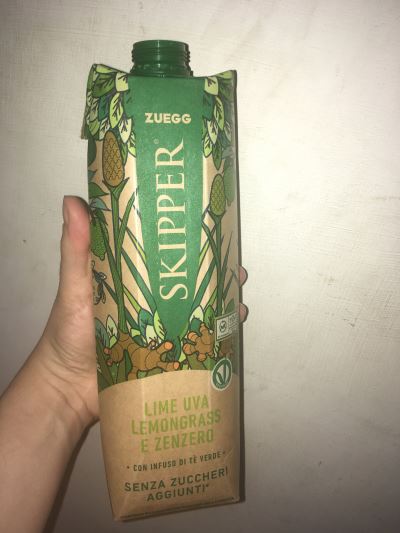 ZUEGG
SKIPPER
LIME UVA
LEMONGRASS
E ZENZERO
• CON INFUSO DI TÈ VERDE •
SENZA ZUCCHERI
AGGIUNTI*